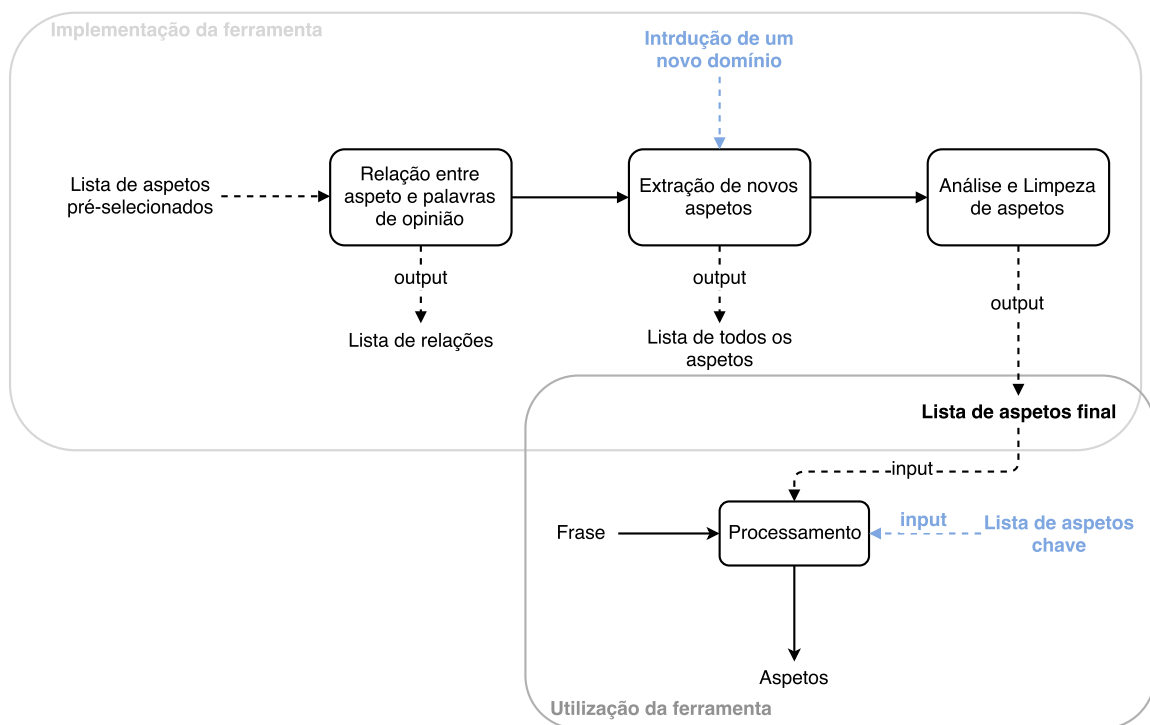 Implementação da ferramenta
Intrdução de um
novo domínio
Lista de aspetos
pré-selecionados
Relação entre
aspeto e palavras
de opinião
Extração de novos
aspetos
Análise e Limpeza
de aspetos
output
Lista de relações
output
Lista de todos os
aspetos
output
Lista de aspetos final
input
Frase
Processamento
input
Lista de aspetos
chave
Aspetos
Utilização da ferramenta